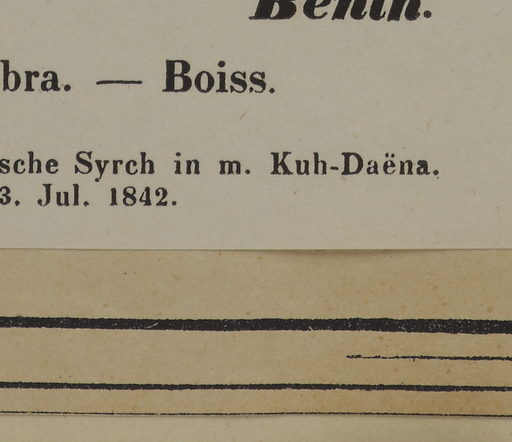 Benth.
bra. — Boiss.
sche Syrch in m. Kuh-Daëna.
3. Jul. 1842.